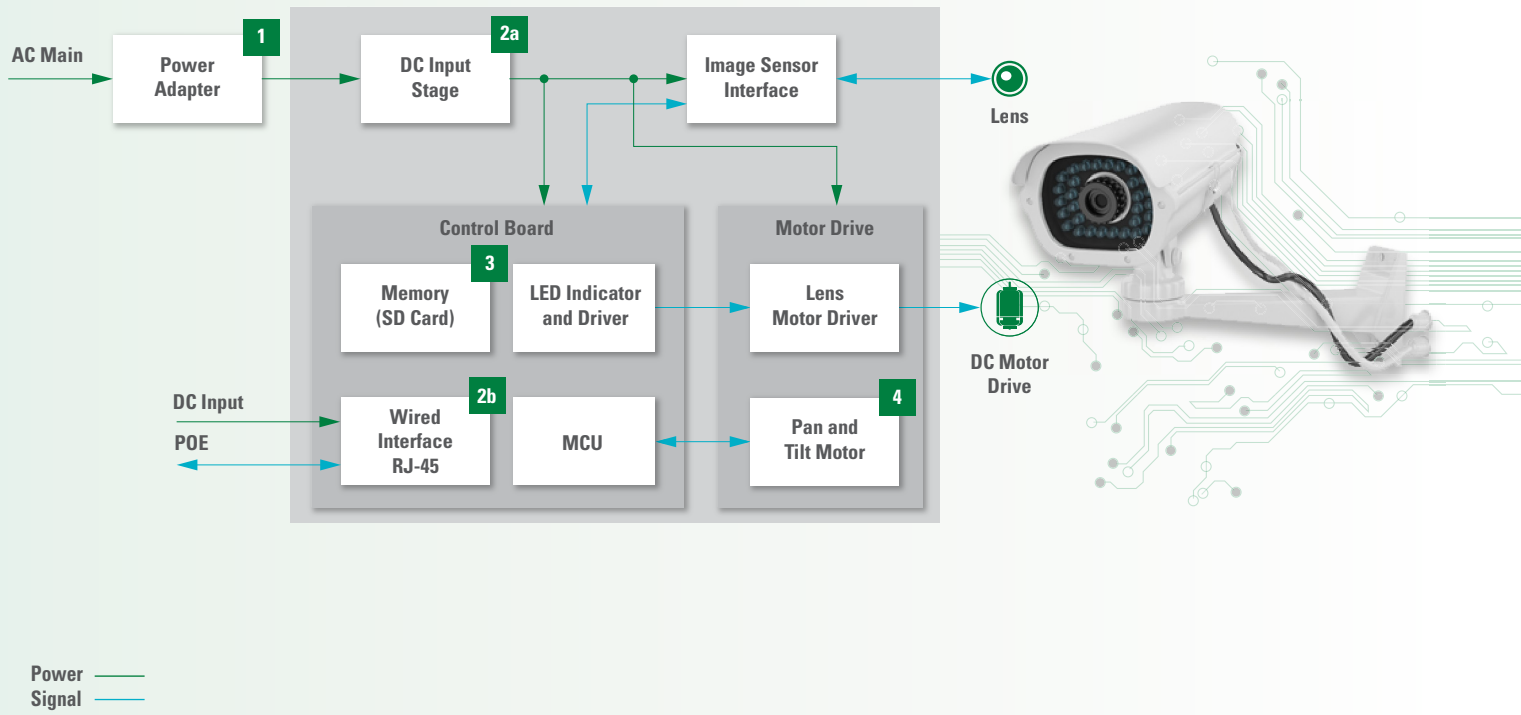 AC Main
1
Power
Adapter
2a
DC Input
Stage
Image Sensor
Interface
Lens
Control Board
Motor Drive
3
Memory
(SD Card)
LED Indicator
and Driver
Lens
Motor Driver
DC Motor
Drive
DC Input
POE
2b
Wired
Interface
RJ-45
MCU
4
Pan and
Tilt Motor
Power
Signal